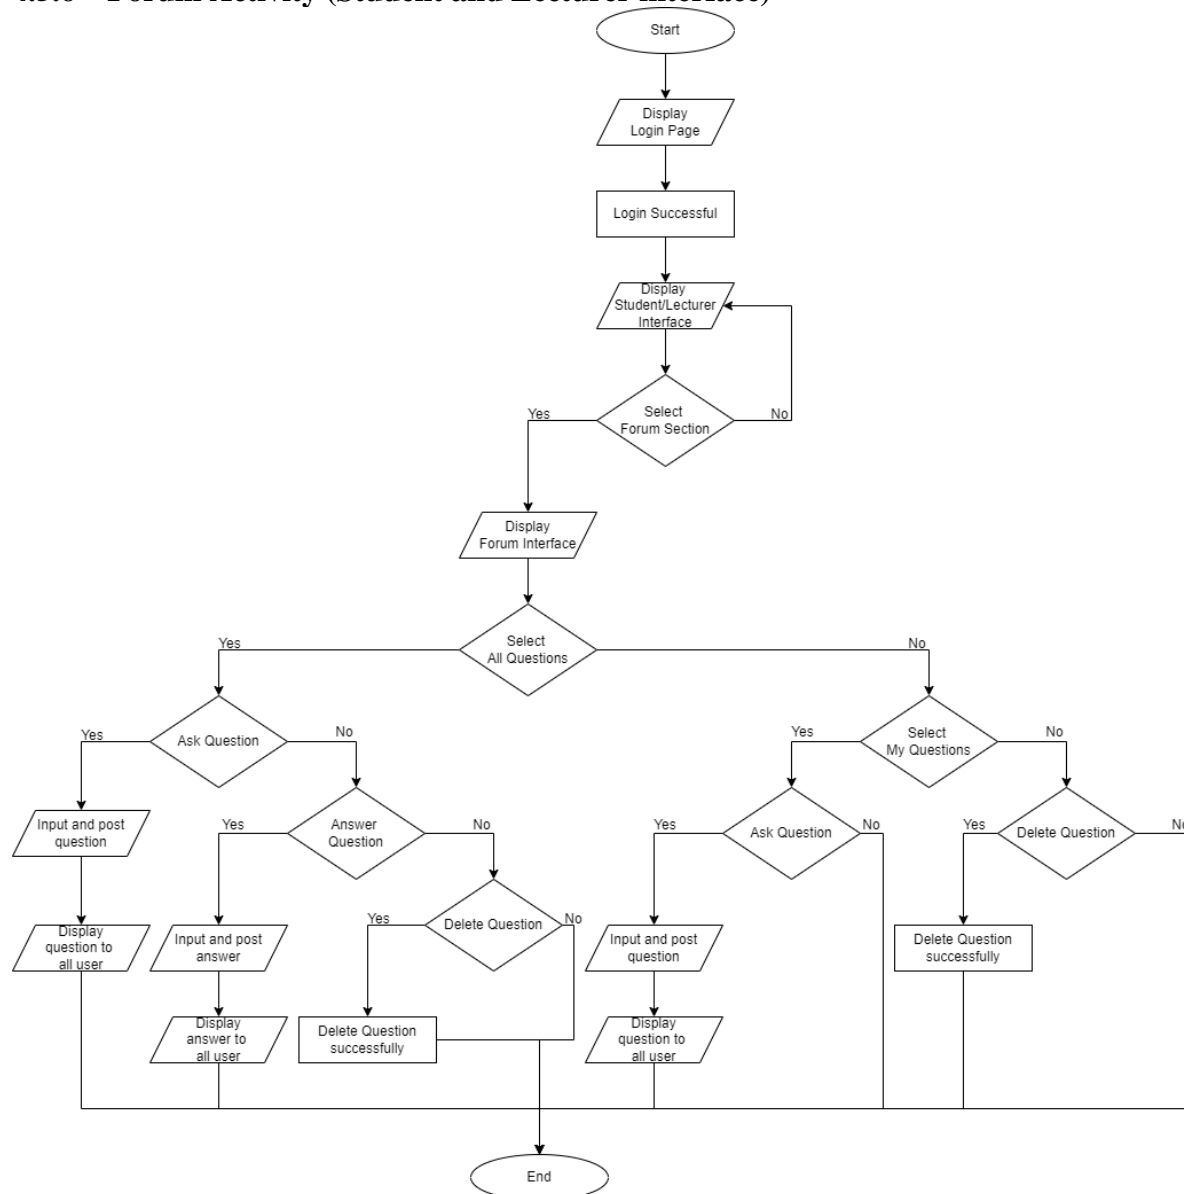 Forum Activity (Student and Lecturer Interface)
Start
Display
Login Page
Login Successful
Display
Student/Lecturer
Interface
Select
Forum Section
Yes
No
Display
Forum Interface
Select
All Questions
Yes
No
Ask Question
Yes
No
Select
My Questions
Yes
No
Input and post
question
Answer
Question
Yes
No
Ask Question
Yes
No
Delete Question
Yes
No
Display
question to
all user
Input and post
answer
Delete Question
Yes
No
Input and post
question
Delete Question
successfully
Display
answer to
all user
Delete Question
successfully
Display
question to
all user
End